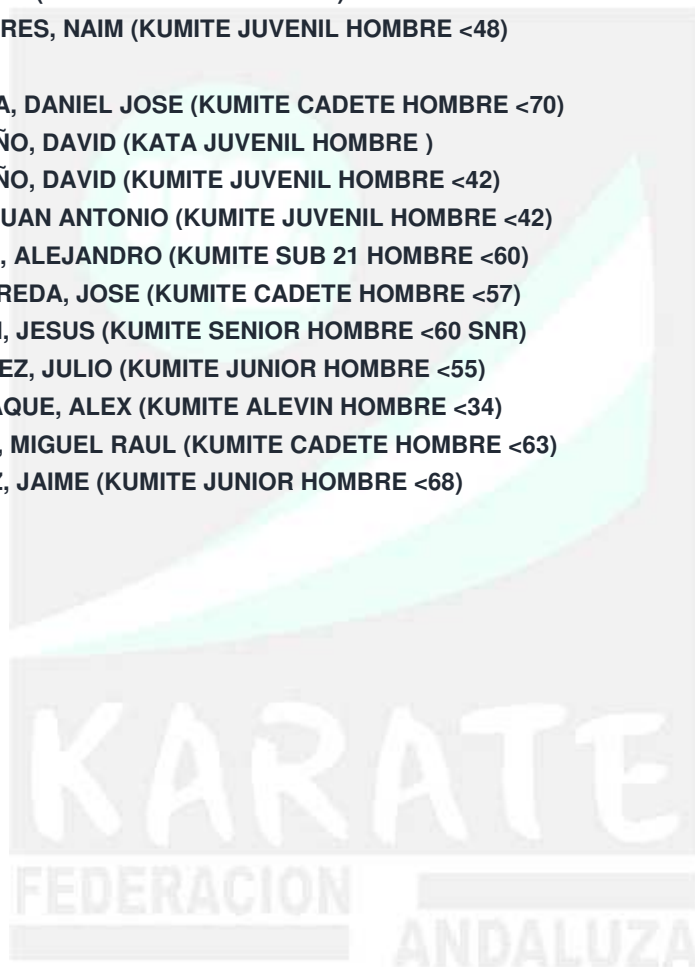 RES, NAIM (KUMITE JUVENIL HOMBRE <48)
A, DANIEL JOSE (KUMITE CADETE HOMBRE <70)
ÑO, DAVID (KATA JUVENIL HOMBRE )
ÑO, DAVID (KUMITE JUVENIL HOMBRE <42)
UAN ANTONIO (KUMITE JUVENIL HOMBRE <42)
, ALEJANDRO (KUMITE SUB 21 HOMBRE <60)
REDA, JOSE (KUMITE CADETE HOMBRE <57)
, JESUS (KUMITE SENIOR HOMBRE <60 SNR)
EZ, JULIO (KUMITE JUNIOR HOMBRE <55)
AQUE, ALEX (KUMITE ALEVIN HOMBRE <34)
, MIGUEL RAUL (KUMITE CADETE HOMBRE <63)
Z, JAIME (KUMITE JUNIOR HOMBRE <68)
KARATE
FEDERACION
ANDALUZA